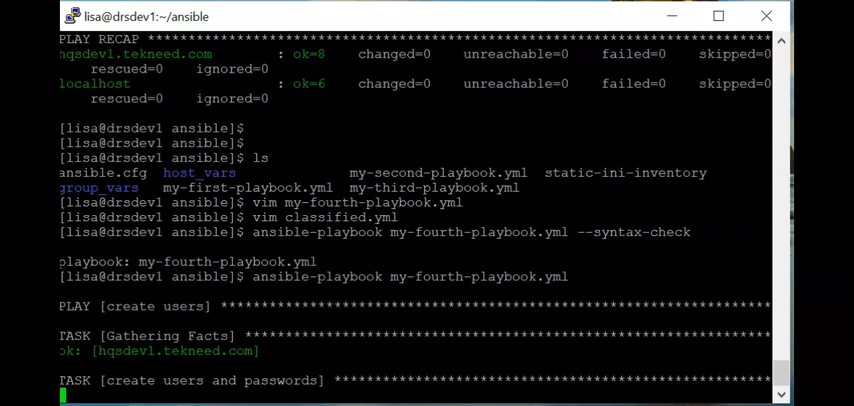 lisa@drsdev1:~/ansible
PLAY RECAP *********************************************************************
hqsdev1.tekneed.com : ok=8 changed=0 unreachable=0 failed=0 skipped=0
rescued=0 ignored=0
localhost : ok=6 changed=0 unreachable=0 failed=0 skipped=0
rescued=0 ignored=0
[lisa@drsdev1 ansible]$
[lisa@drsdev1 ansible]$
[lisa@drsdev1 ansible]$ ls
ansible.cfg host_vars my-second-playbook.yml static-ini-inventory
group_vars my-first-playbook.yml my-third-playbook.yml
[lisa@drsdev1 ansible]$ vim my-fourth-playbook.yml
[lisa@drsdev1 ansible]$ vim classified.yml
[lisa@drsdev1 ansible]$ ansible-playbook my-fourth-playbook.yml --syntax-check
playbook: my-fourth-playbook.yml
[lisa@drsdev1 ansible]$ ansible-playbook my-fourth-playbook.yml
PLAY [create users] ************************************************************
TASK [Gathering Facts] *********************************************************
ok: [hqsdev1.tekneed.com]
TASK [create users and passwords] **********************************************